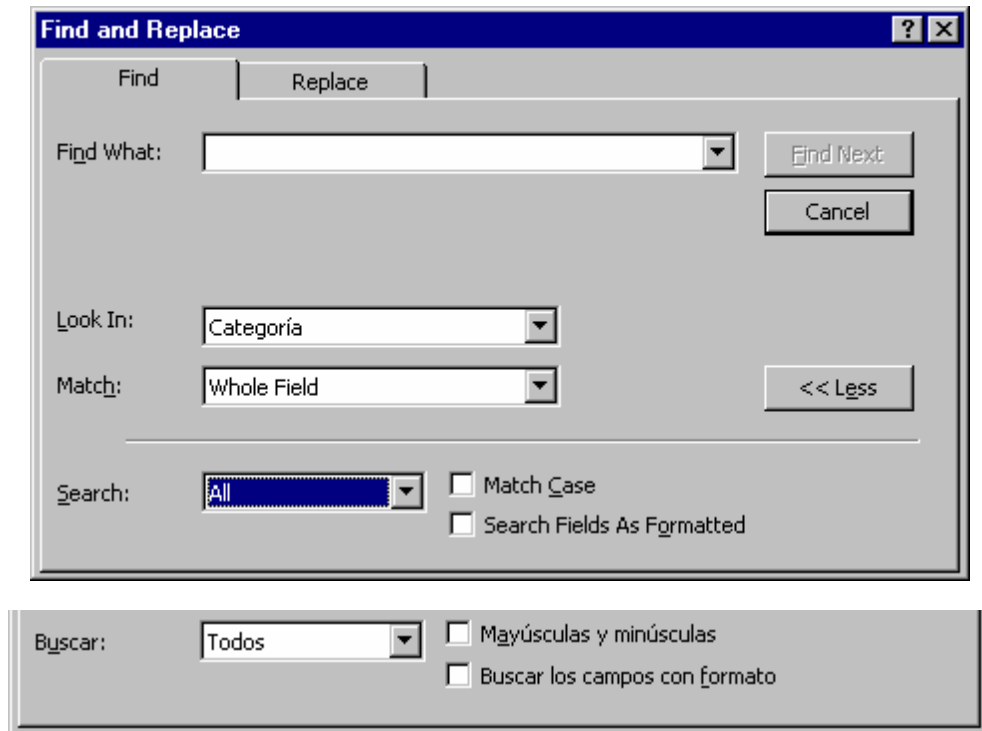 Find and Replace
Find
Replace
Find What:
Find Next
Cancel
Look In:
Categoría
Match:
Whole Field
<< Less
Search:
All
Match Case
Search Fields As Formatted
Buscar:
Todos
Mayúsculas y minúsculas
Buscar los campos con formato